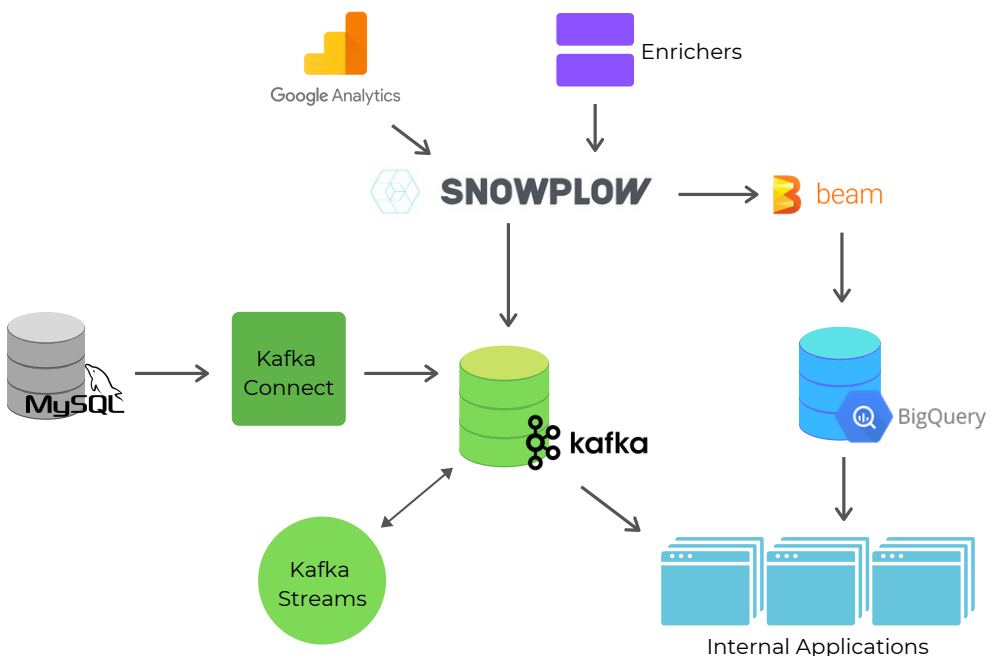 Enrichers
Google Analytics
SNOWPLOW
beam
Kafka
Connect
MySQL
BigQuery
kafka
Kafka
Streams
Internal Applications